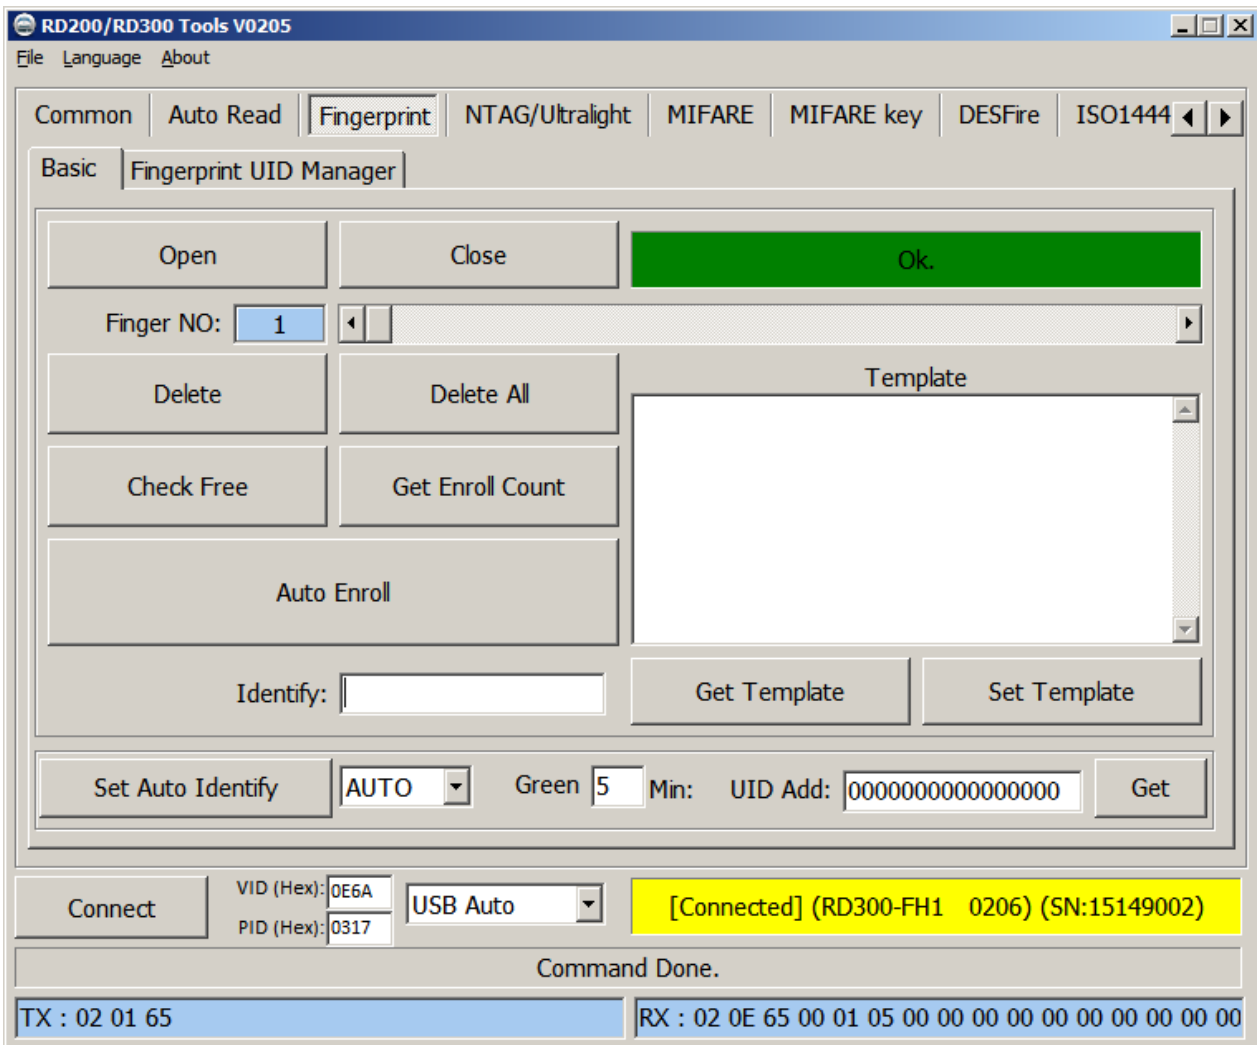 RD200/RD300 Tools V0205
File Language About
Common Auto Read Fingerprint NTAG/Ultralight MIFARE MIFARE key DESFire ISO1444
Basic Fingerprint UID Manager
Open Close Ok.
Finger NO: 1
Delete Delete All Template
Check Free Get Enroll Count
Auto Enroll
Identify: Get Template Set Template
Set Auto Identify AUTO Green 5 Min: UID Add: 0000000000000000 Get
Connect VID (Hex): 0E6A USB Auto [Connected] (RD300-FH1 0206) (SN:15149002)
PID (Hex): 0317
Command Done.
TX : 02 01 65 RX : 02 0E 65 00 01 05 00 00 00 00 00 00 00 00 00 00